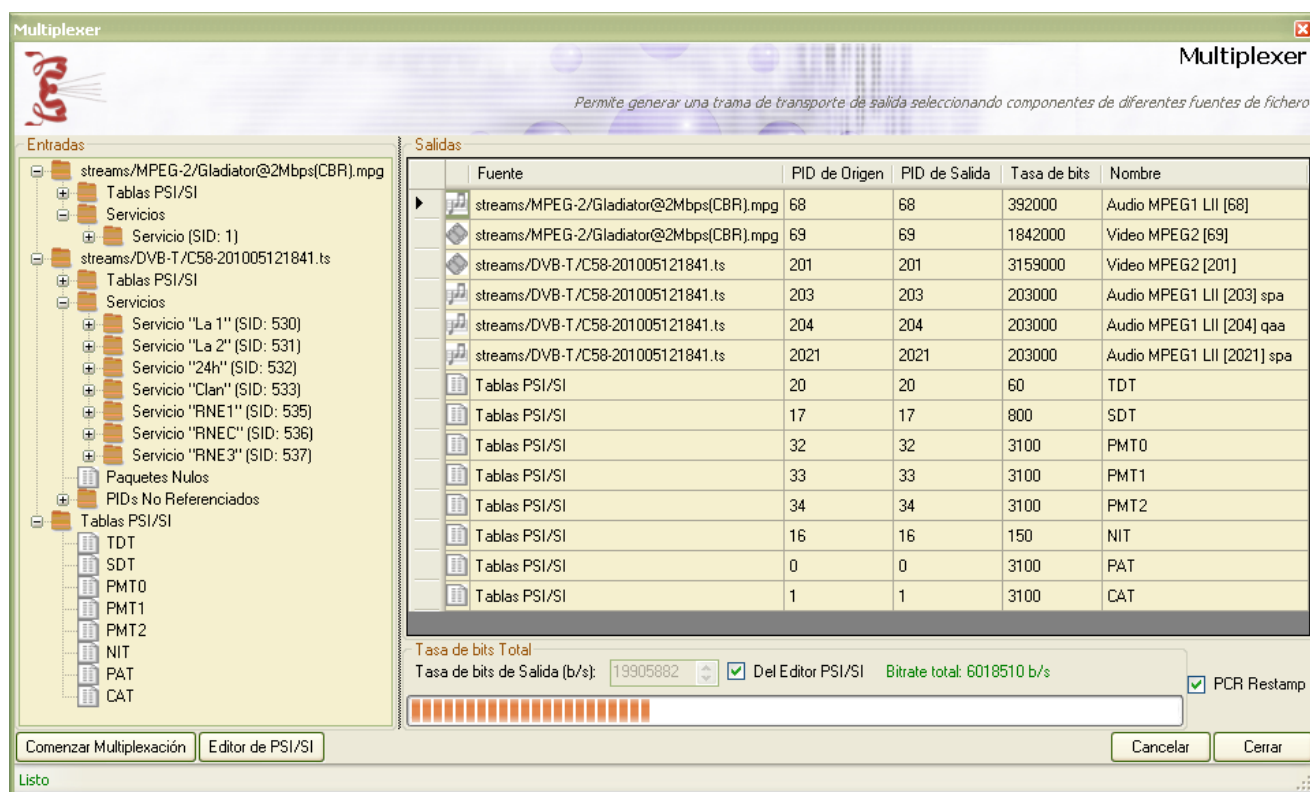 Multiplexer
Multiplexer
Permite generar una trama de transporte de salida seleccionando componentes de diferentes fuentes de fichero
Entradas
streams/MPEG-2/Gladiator@2Mbps(CBR).mpg
Tablas PSI/SI
Servicios
Servicio (SID: 1)
streams/DVB-T/C58-201005121841.ts
Tablas PSI/SI
Servicios
Servicio "La 1" (SID: 530)
Servicio "La 2" (SID: 531)
Servicio "24h" (SID: 532)
Servicio "Clan" (SID: 533)
Servicio "RNE1" (SID: 535)
Servicio "RNEC" (SID: 536)
Servicio "RNE3" (SID: 537)
Paquetes Nulos
PIDs No Referenciados
Tablas PSI/SI
TDT
SDT
PMT0
PMT1
PMT2
NIT
PAT
CAT
Salidas
Fuente PID de Origen PID de Salida Tasa de bits Nombre
streams/MPEG-2/Gladiator@2Mbps(CBR).mpg 68 68 392000 Audio MPEG1 LII [68]
streams/MPEG-2/Gladiator@2Mbps(CBR).mpg 69 69 1842000 Video MPEG2 [69]
streams/DVB-T/C58-201005121841.ts 201 201 3159000 Video MPEG2 [201]
streams/DVB-T/C58-201005121841.ts 203 203 203000 Audio MPEG1 LII [203] spa
streams/DVB-T/C58-201005121841.ts 204 204 203000 Audio MPEG1 LII [204] qaa
streams/DVB-T/C58-201005121841.ts 2021 2021 203000 Audio MPEG1 LII [2021] spa
Tablas PSI/SI 20 20 60 TDT
Tablas PSI/SI 17 17 800 SDT
Tablas PSI/SI 32 32 3100 PMT0
Tablas PSI/SI 33 33 3100 PMT1
Tablas PSI/SI 34 34 3100 PMT2
Tablas PSI/SI 16 16 150 NIT
Tablas PSI/SI 0 0 3100 PAT
Tablas PSI/SI 1 1 3100 CAT
Tasa de bits Total
Tasa de bits de Salida (b/s): 19905882 Del Editor PSI/SI Bitrate total: 6018510 b/s
PCR Restamp
Comenzar Multiplexación Editor de PSI/SI Cancelar Cerrar
Listo